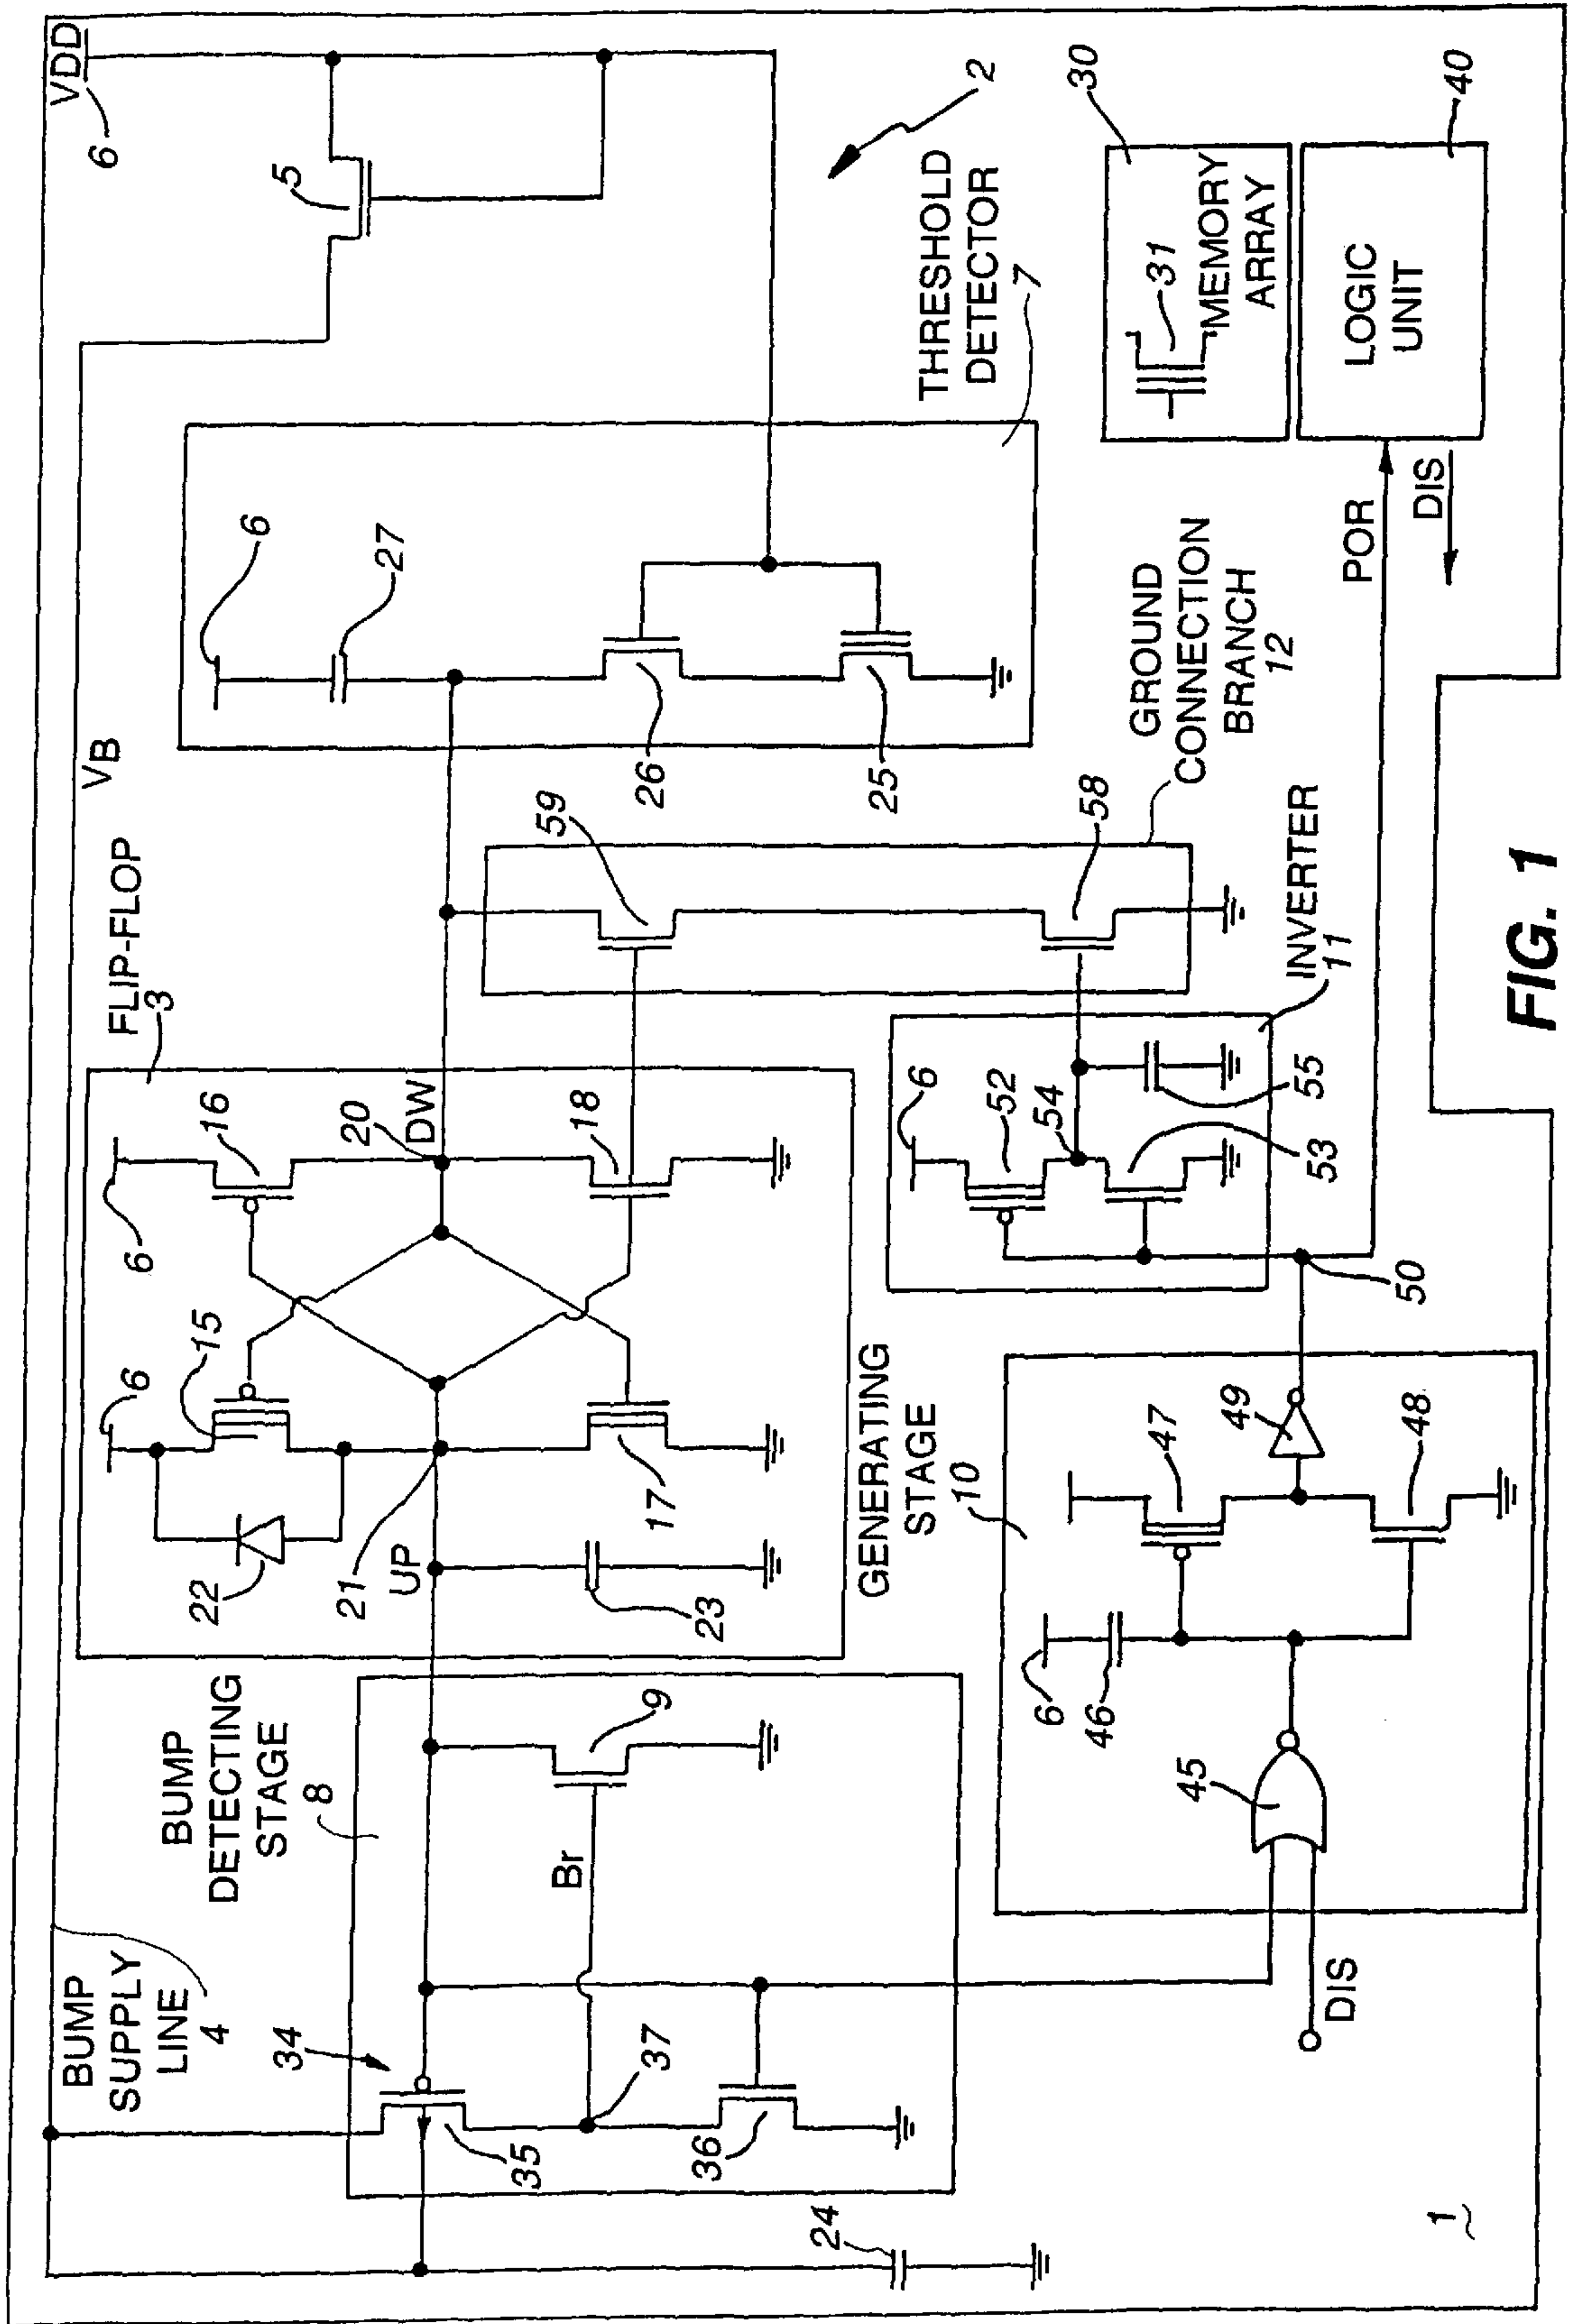 BUMP
SUPPLY
LINE
4
34
BUMP
DETECTING
STAGE
8
35
37
36
Br
9
24
FLIP-FLOP
3
6
22
15
21
UP
23
17
6
16
20
DW
18
VB
VDD
6
5
2
6
27
26
25
THRESHOLD
DETECTOR
7
59
58
GROUND
CONNECTION
BRANCH
12
GENERATING
STAGE
10
DIS
45
6
46
47
49
48
50
6
52
54
53
55
INVERTER
11
POR
DIS
30
31
MEMORY
ARRAY
LOGIC
UNIT
40
1
FIG. 1